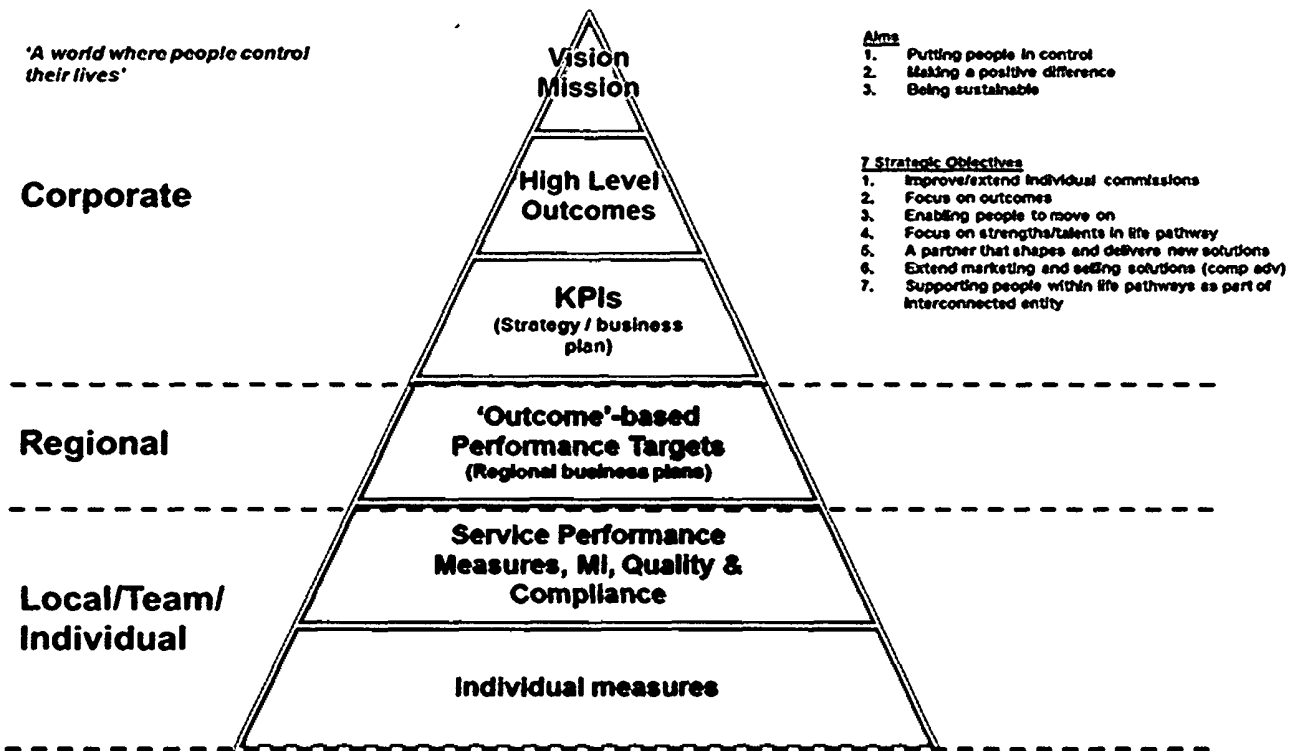 'A world where people control
their lives'
Vision
Mission
Aims
1. Putting people in control
2. Making a positive difference
3. Being sustainable
Corporate
High Level
Outcomes
7 Strategic Objectives
1. Improve/extend individual commissions
2. Focus on outcomes
3. Enabling people to move on
4. Focus on strengths/talents in life pathway
5. A partner that shapes and delivers new solutions
6. Extend marketing and selling solutions (comp adv)
7. Supporting people within life pathways as part of
interconnected entity
KPIs
(Strategy / business
plan)
Regional
'Outcome'-based
Performance Targets
(Regional business plans)
Local/Team/
Individual
Service Performance
Measures, MI, Quality &
Compliance
Individual measures